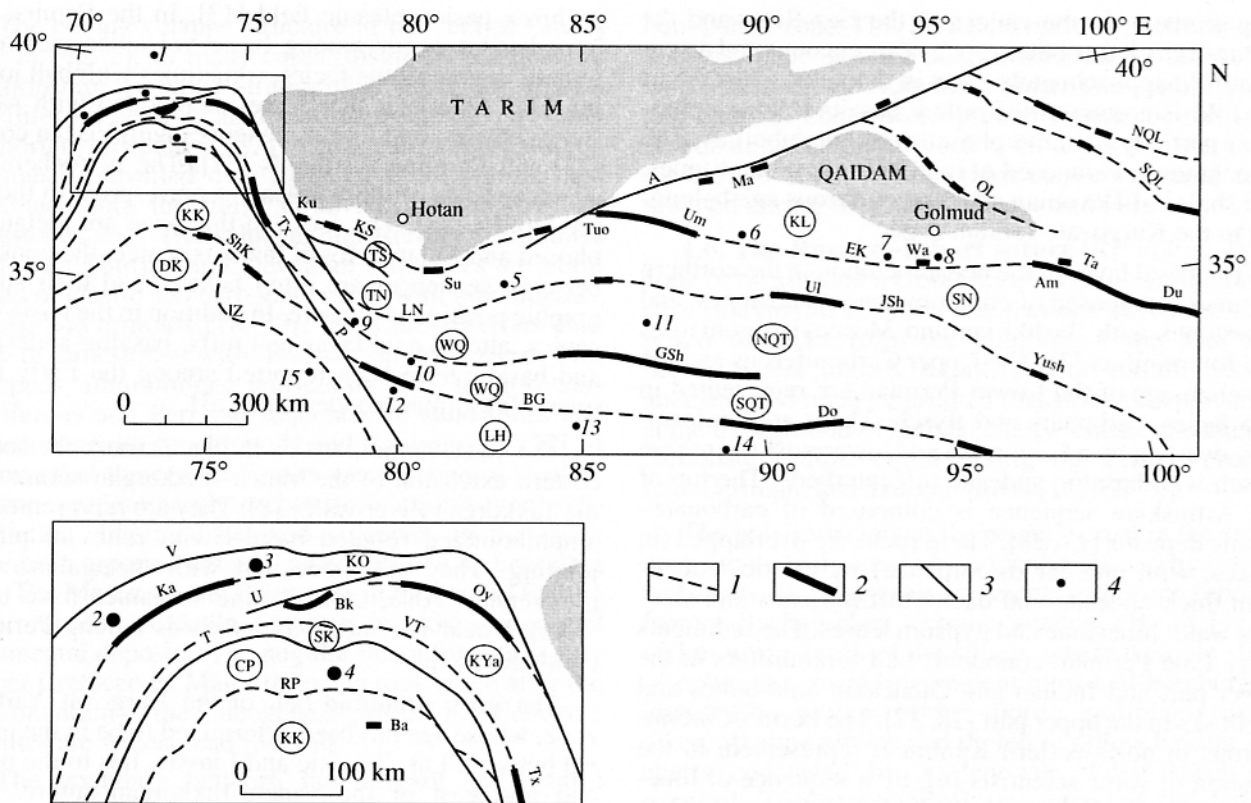 70° 75° 80° 85° 90° 95° 100° E
40° 1 40° N
TARIM
NQL
SQL
A Ma QAIDAM OL
KK Tx Ku Hotan KS Tuo Um KL Golmud
6 EK 7 Wa 8
DK ShK TS Su 5 Ta 35°
35° Am
TN Ul JSh SN Du
IZ P 9 LN 11
WQ NQT
GSh Yush
15 10
0 300 km 12 WQ SQT
BG Do
LH 13 14
75° 80° 85° 90° 95° 100°
V 3 KO
Ka U Oy
2 Bk
T SK YT
CP KYa
RP 4
KK Ba
0 100 km Tx
1 2 3 4